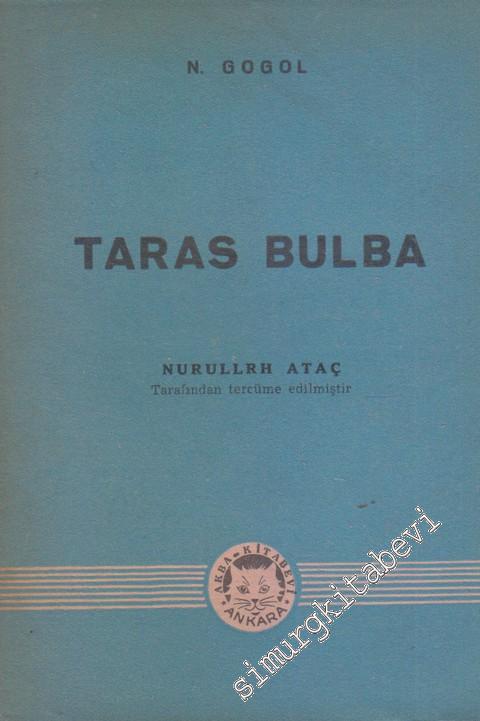 N. GOGOL
TARAS BULBA
NURULLRH ATAÇ
Tarafından tercüme edilmiştir
AKBA - KİTABEVİ
ANKARA
simurgkitabevi